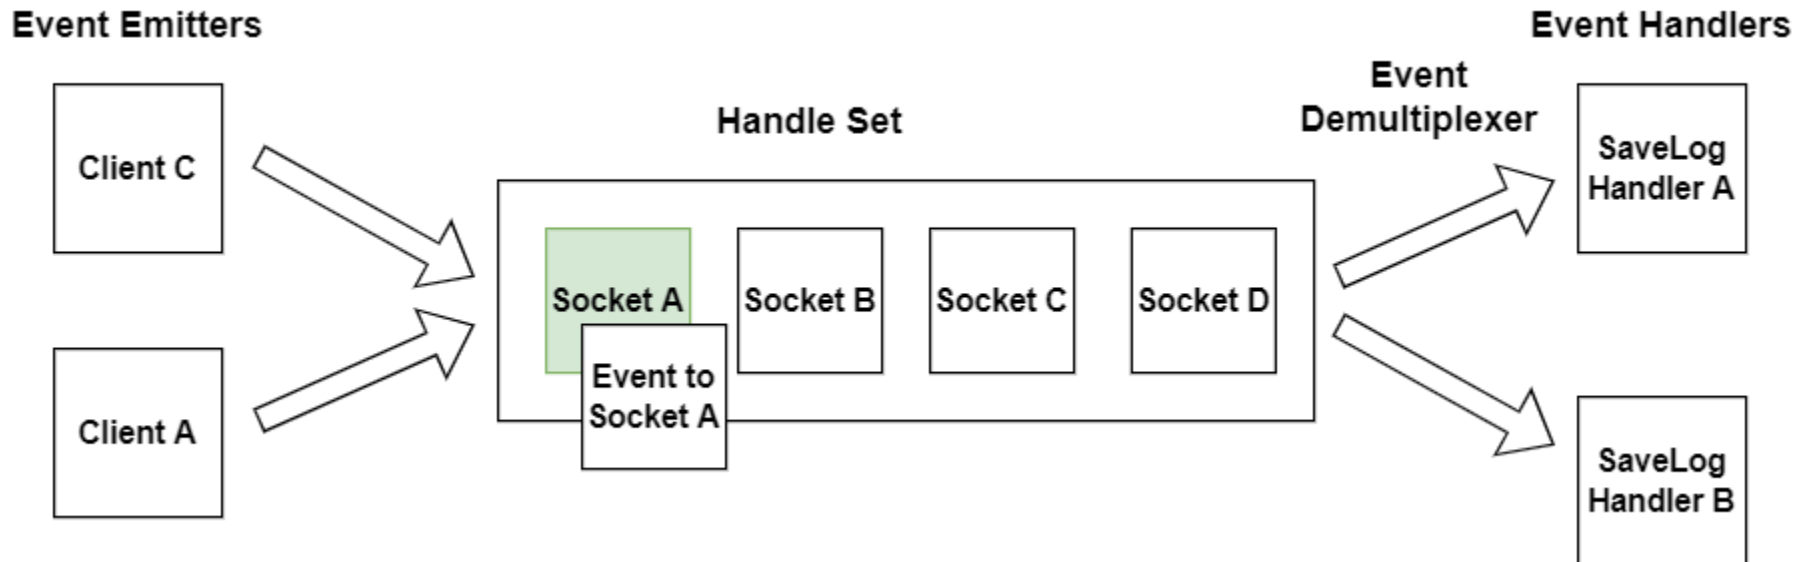 Event Emitters
Event Handlers
Event
Demultiplexer
Handle Set
Client C
SaveLog
Handler A
Socket A
Socket B
Socket C
Socket D
Event to
Socket A
Client A
SaveLog
Handler B